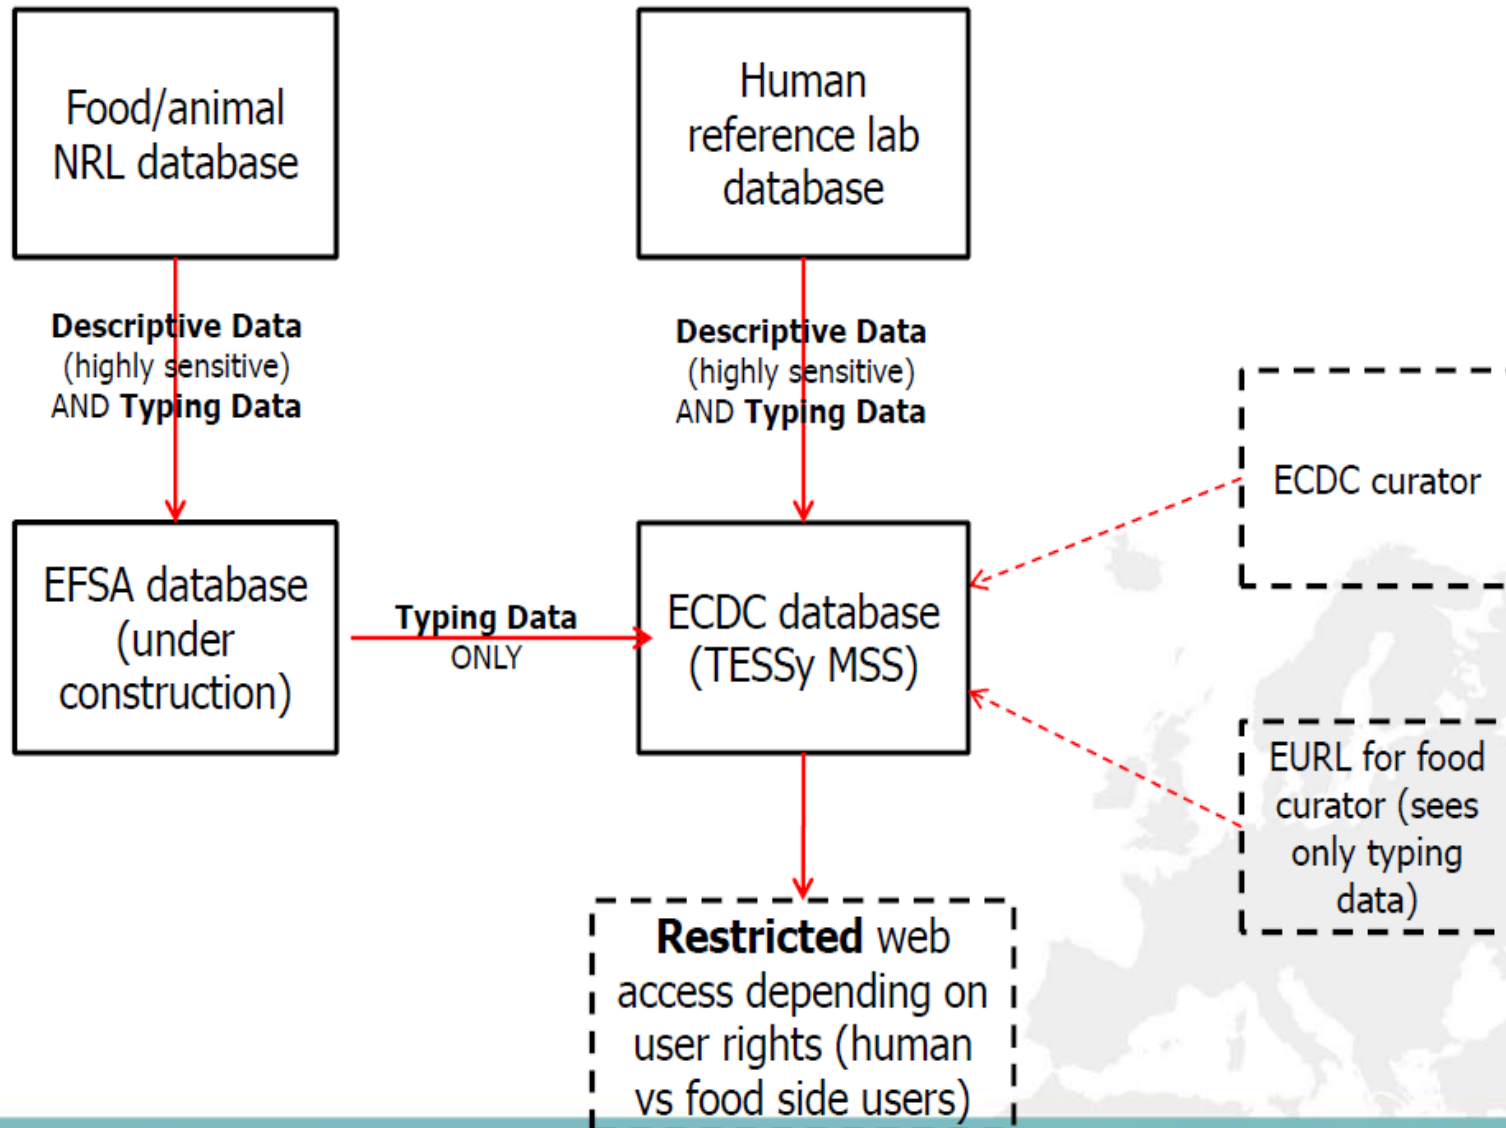 Food/animal
NRL database
Human
reference lab
database
Descriptive Data
(highly sensitive)
AND Typing Data
Descriptive Data
(highly sensitive)
AND Typing Data
ECDC curator
EFSA database
(under
construction)
Typing Data
ONLY
ECDC database
(TESSy MSS)
EURL for food
curator (sees
only typing
data)
Restricted web
access depending on
user rights (human
vs food side users)